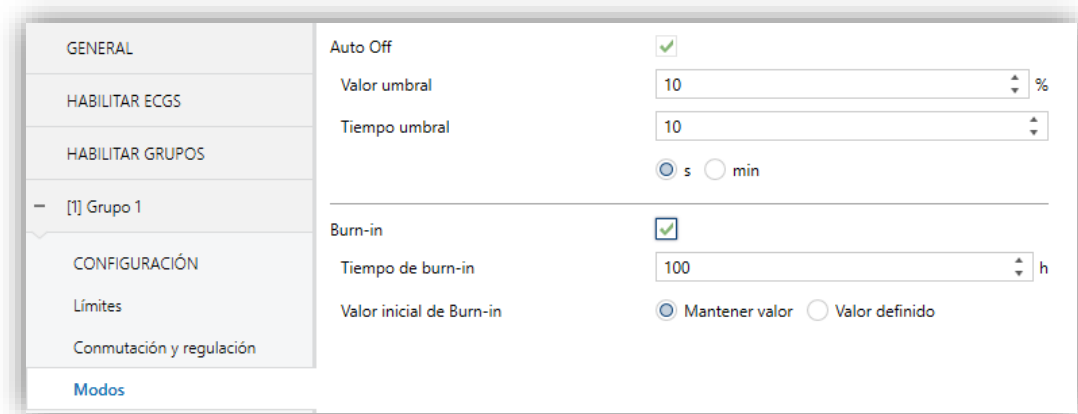 GENERAL
HABILITAR ECGS
HABILITAR GRUPOS
[1] Grupo 1
CONFIGURACIÓN
Límites
Conmutación y regulación
Modos
Auto Off
Valor umbral
10
%
Tiempo umbral
10
s
min
Burn-in
Tiempo de burn-in
100
h
Valor inicial de Burn-in
Mantener valor
Valor definido